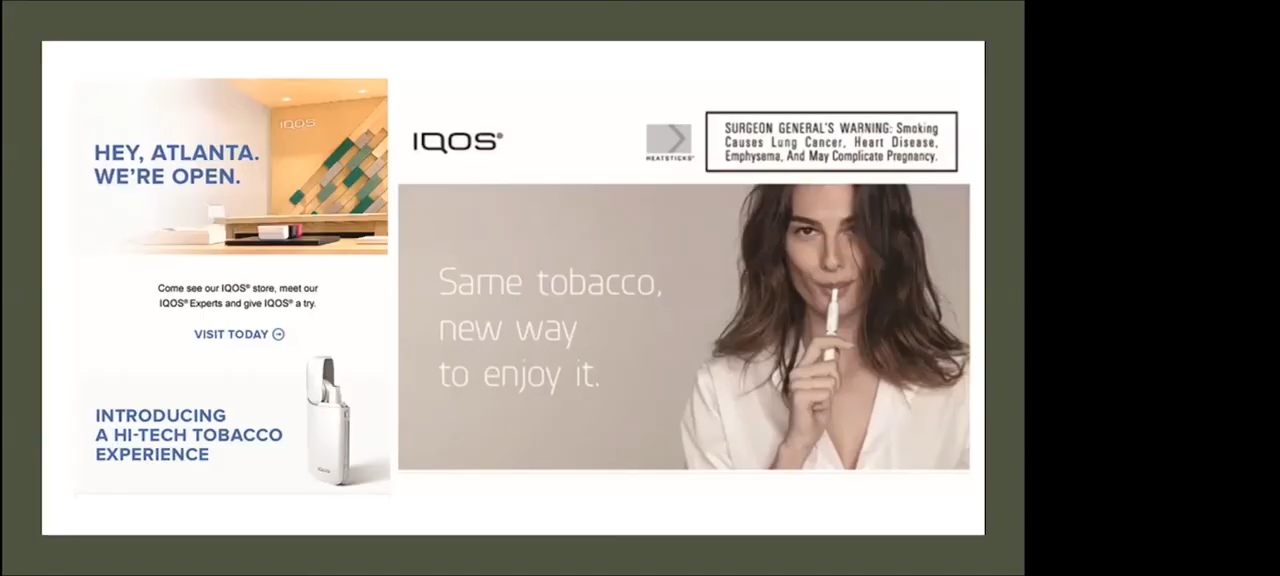 IQOS
HEY, ATLANTA.
WE'RE OPEN.
Come see our IQOS® store, meet our
IQOS® Experts and give IQOS® a try.
VISIT TODAY
INTRODUCING
A HI-TECH TOBACCO
EXPERIENCE
IQOS
IQOS®
HEATSTICKS®
SURGEON GENERAL'S WARNING: Smoking
Causes Lung Cancer, Heart Disease,
Emphysema, And May Complicate Pregnancy.
Same tobacco,
new way
to enjoy it.